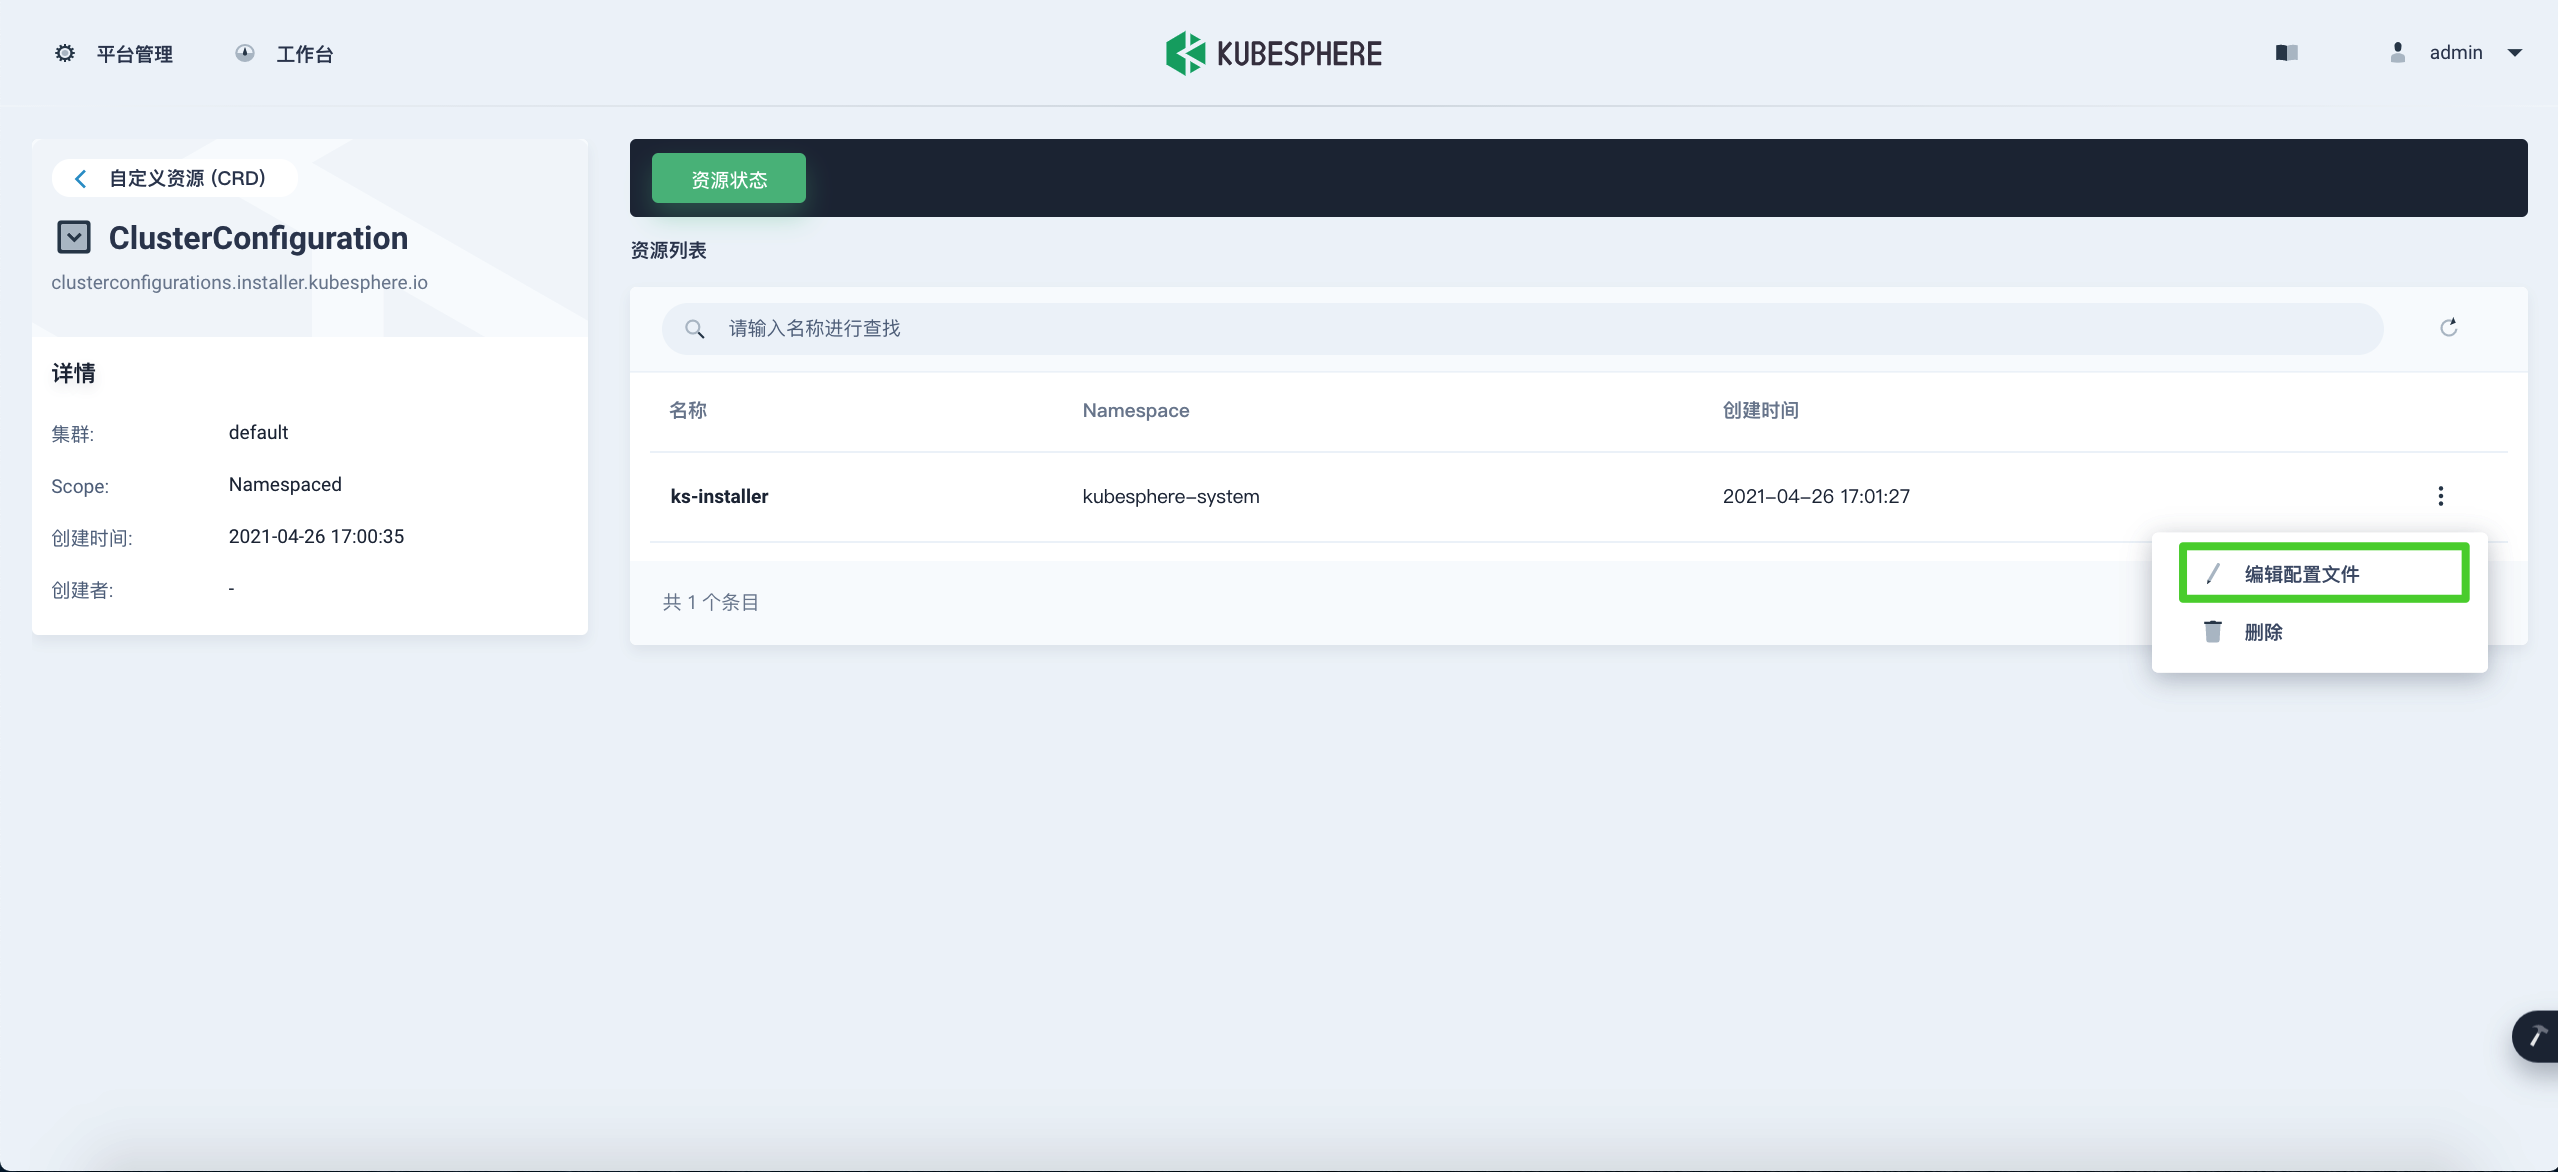 平台管理
工作台
KUBESPHERE
admin
自定义资源 (CRD)
ClusterConfiguration
clusterconfigurations.installer.kubesphere.io
详情
集群: default
Scope: Namespaced
创建时间: 2021-04-26 17:00:35
创建者: -
资源状态
资源列表
请输入名称进行查找
名称 Namespace 创建时间
ks-installer kubesphere-system 2021-04-26 17:01:27
编辑配置文件
删除
共 1 个条目